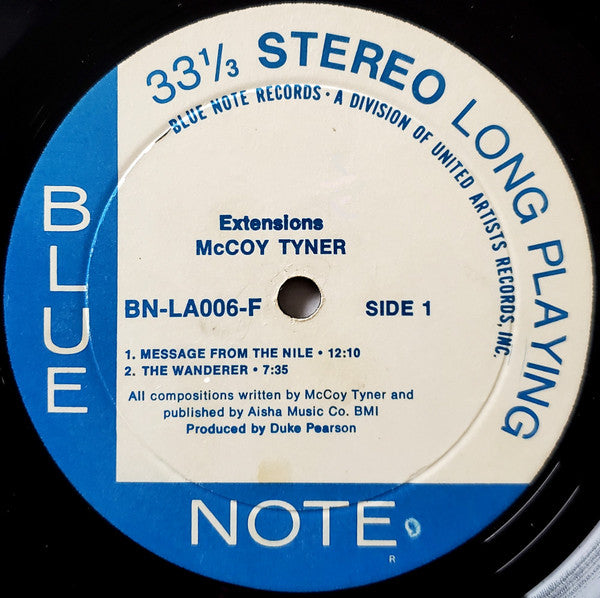 33⅓ STEREO LONG PLAYING
BLUE NOTE RECORDS · A DIVISION OF UNITED ARTISTS RECORDS, INC.
BLUE
Extensions
McCOY TYNER
BN-LA006-F SIDE 1
1. MESSAGE FROM THE NILE • 12:10
2. THE WANDERER • 7:35
All compositions written by McCoy Tyner and
published by Aisha Music Co. BMI
Produced by Duke Pearson
NOTE
R